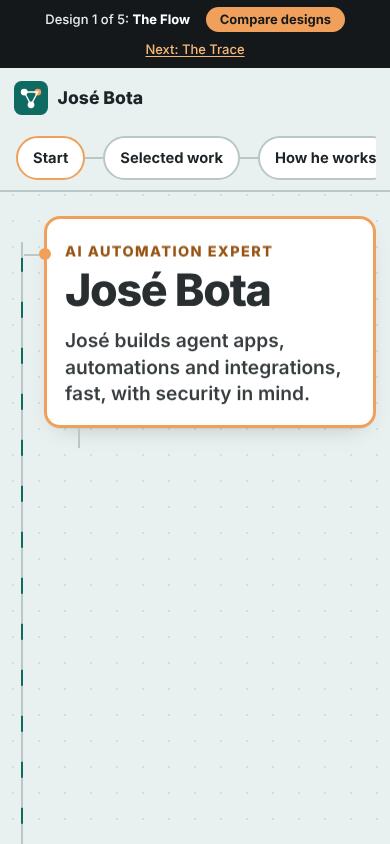 Design 1 of 5: The Flow
Compare designs
Next: The Trace
José Bota
Start
Selected work
How he works
AI AUTOMATION EXPERT
José Bota
José builds agent apps,
automations and integrations,
fast, with security in mind.